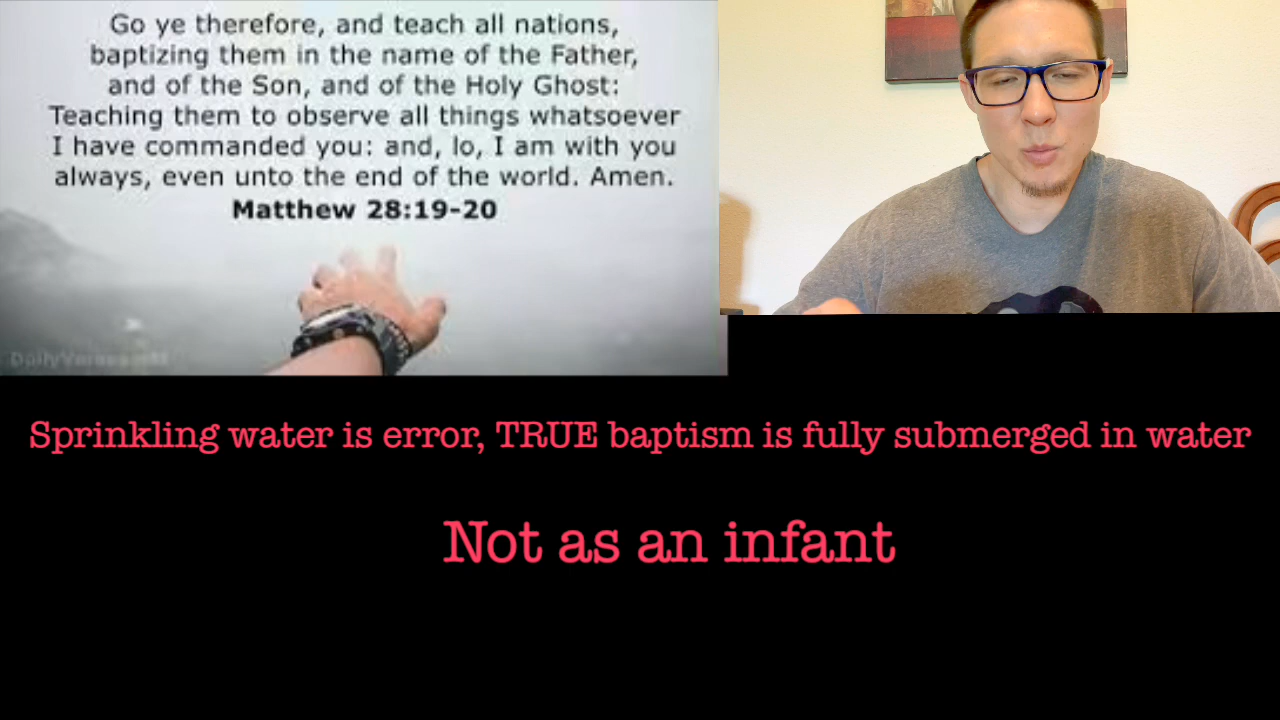 Go ye therefore, and teach all nations,
baptizing them in the name of the Father,
and of the Son, and of the Holy Ghost:
Teaching them to observe all things whatsoever
I have commanded you: and, lo, I am with you
always, even unto the end of the world. Amen.
Matthew 28:19-20
Sprinkling water is error, TRUE baptism is fully submerged in water
Not as an infant